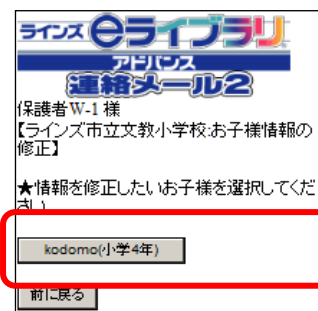 ラインズeライブラリ
アドバンス
連絡メール2
保護者W-1 様
【ラインズ市立文教小学校:お子様情報の
修正】
★情報を修正したいお子様を選択してくだ
さい
kodomo(小学4年)
前に戻る